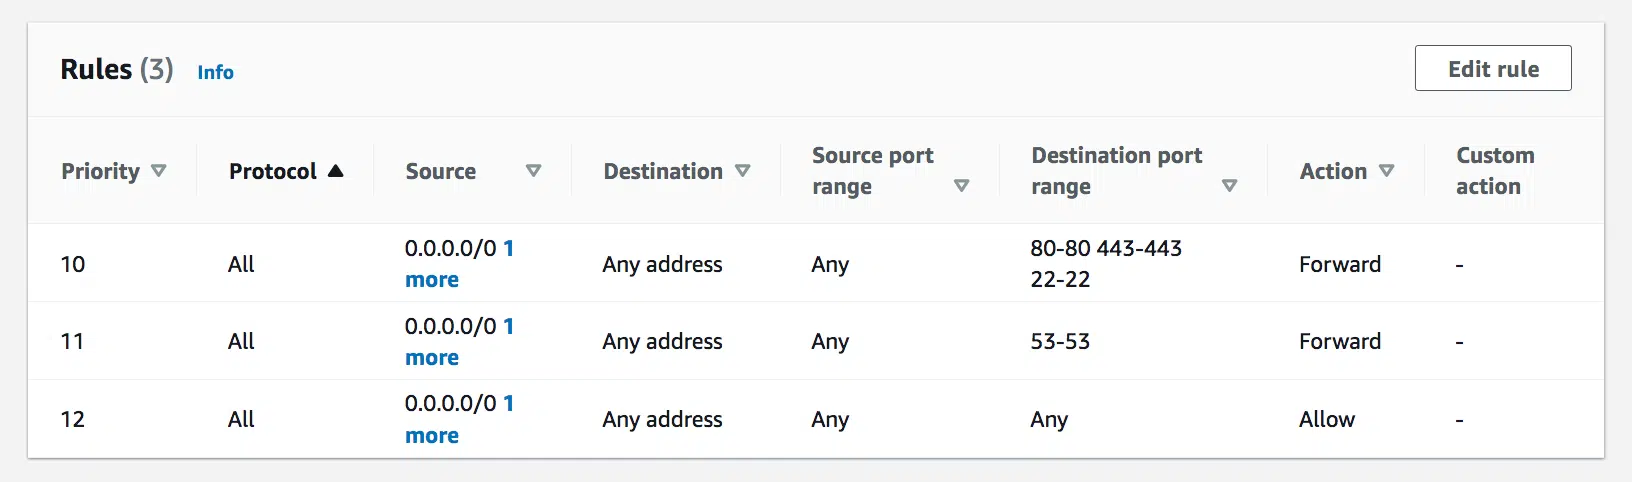 Rules (3) Info Edit rule
Priority Protocol Source Destination Source port range Destination port range Action Custom action
10 All 0.0.0.0/0 1 more Any address Any 80-80 443-443 22-22 Forward -
11 All 0.0.0.0/0 1 more Any address Any 53-53 Forward -
12 All 0.0.0.0/0 1 more Any address Any Any Allow -